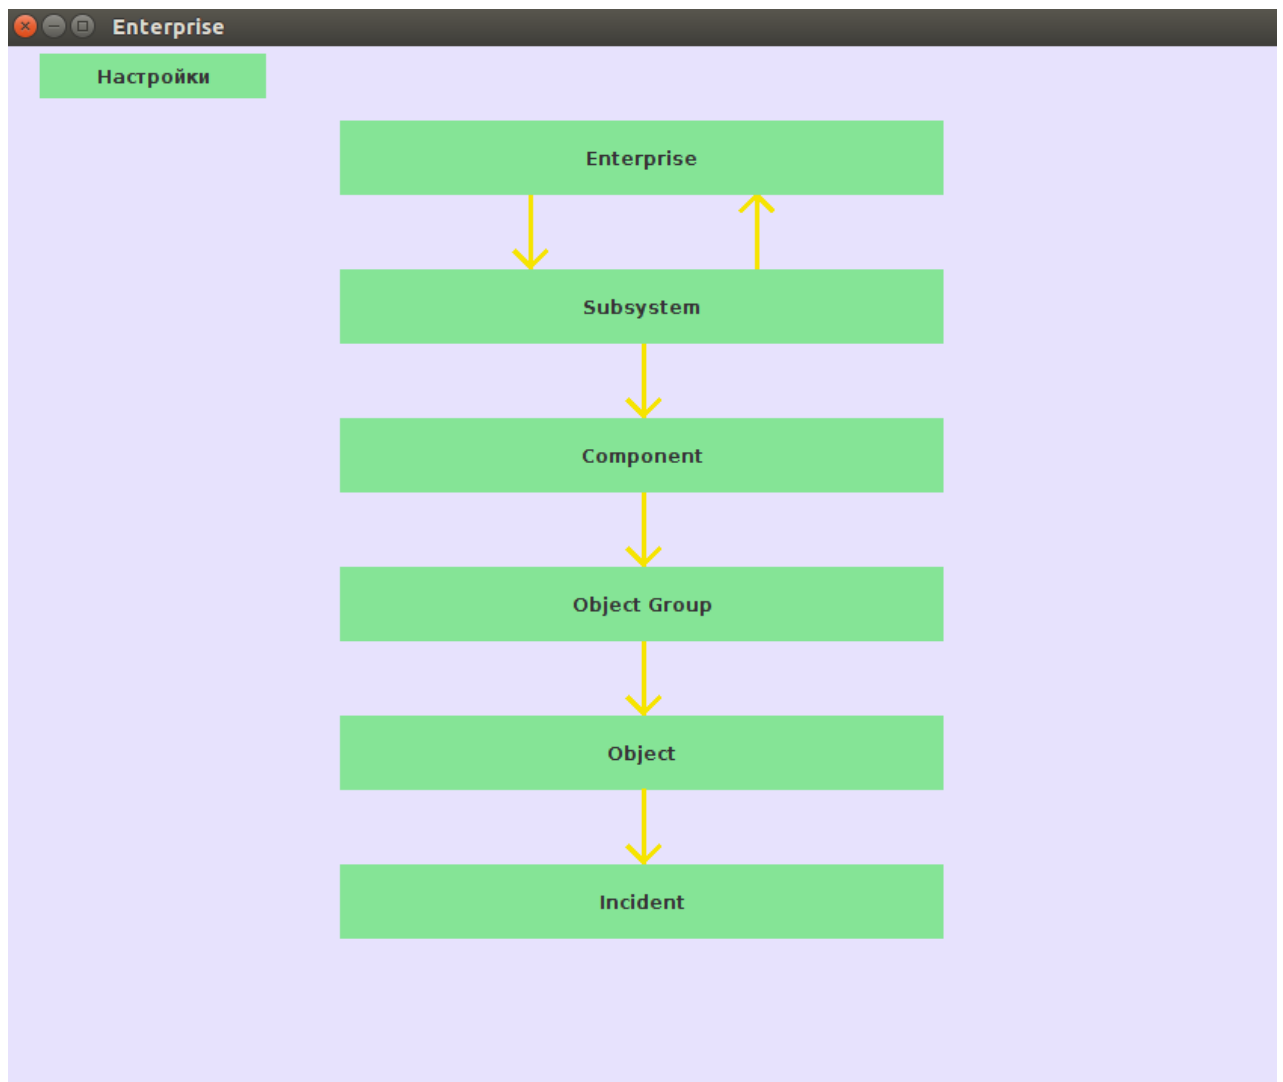 Enterprise
Настройки
Enterprise
Subsystem
Component
Object Group
Object
Incident